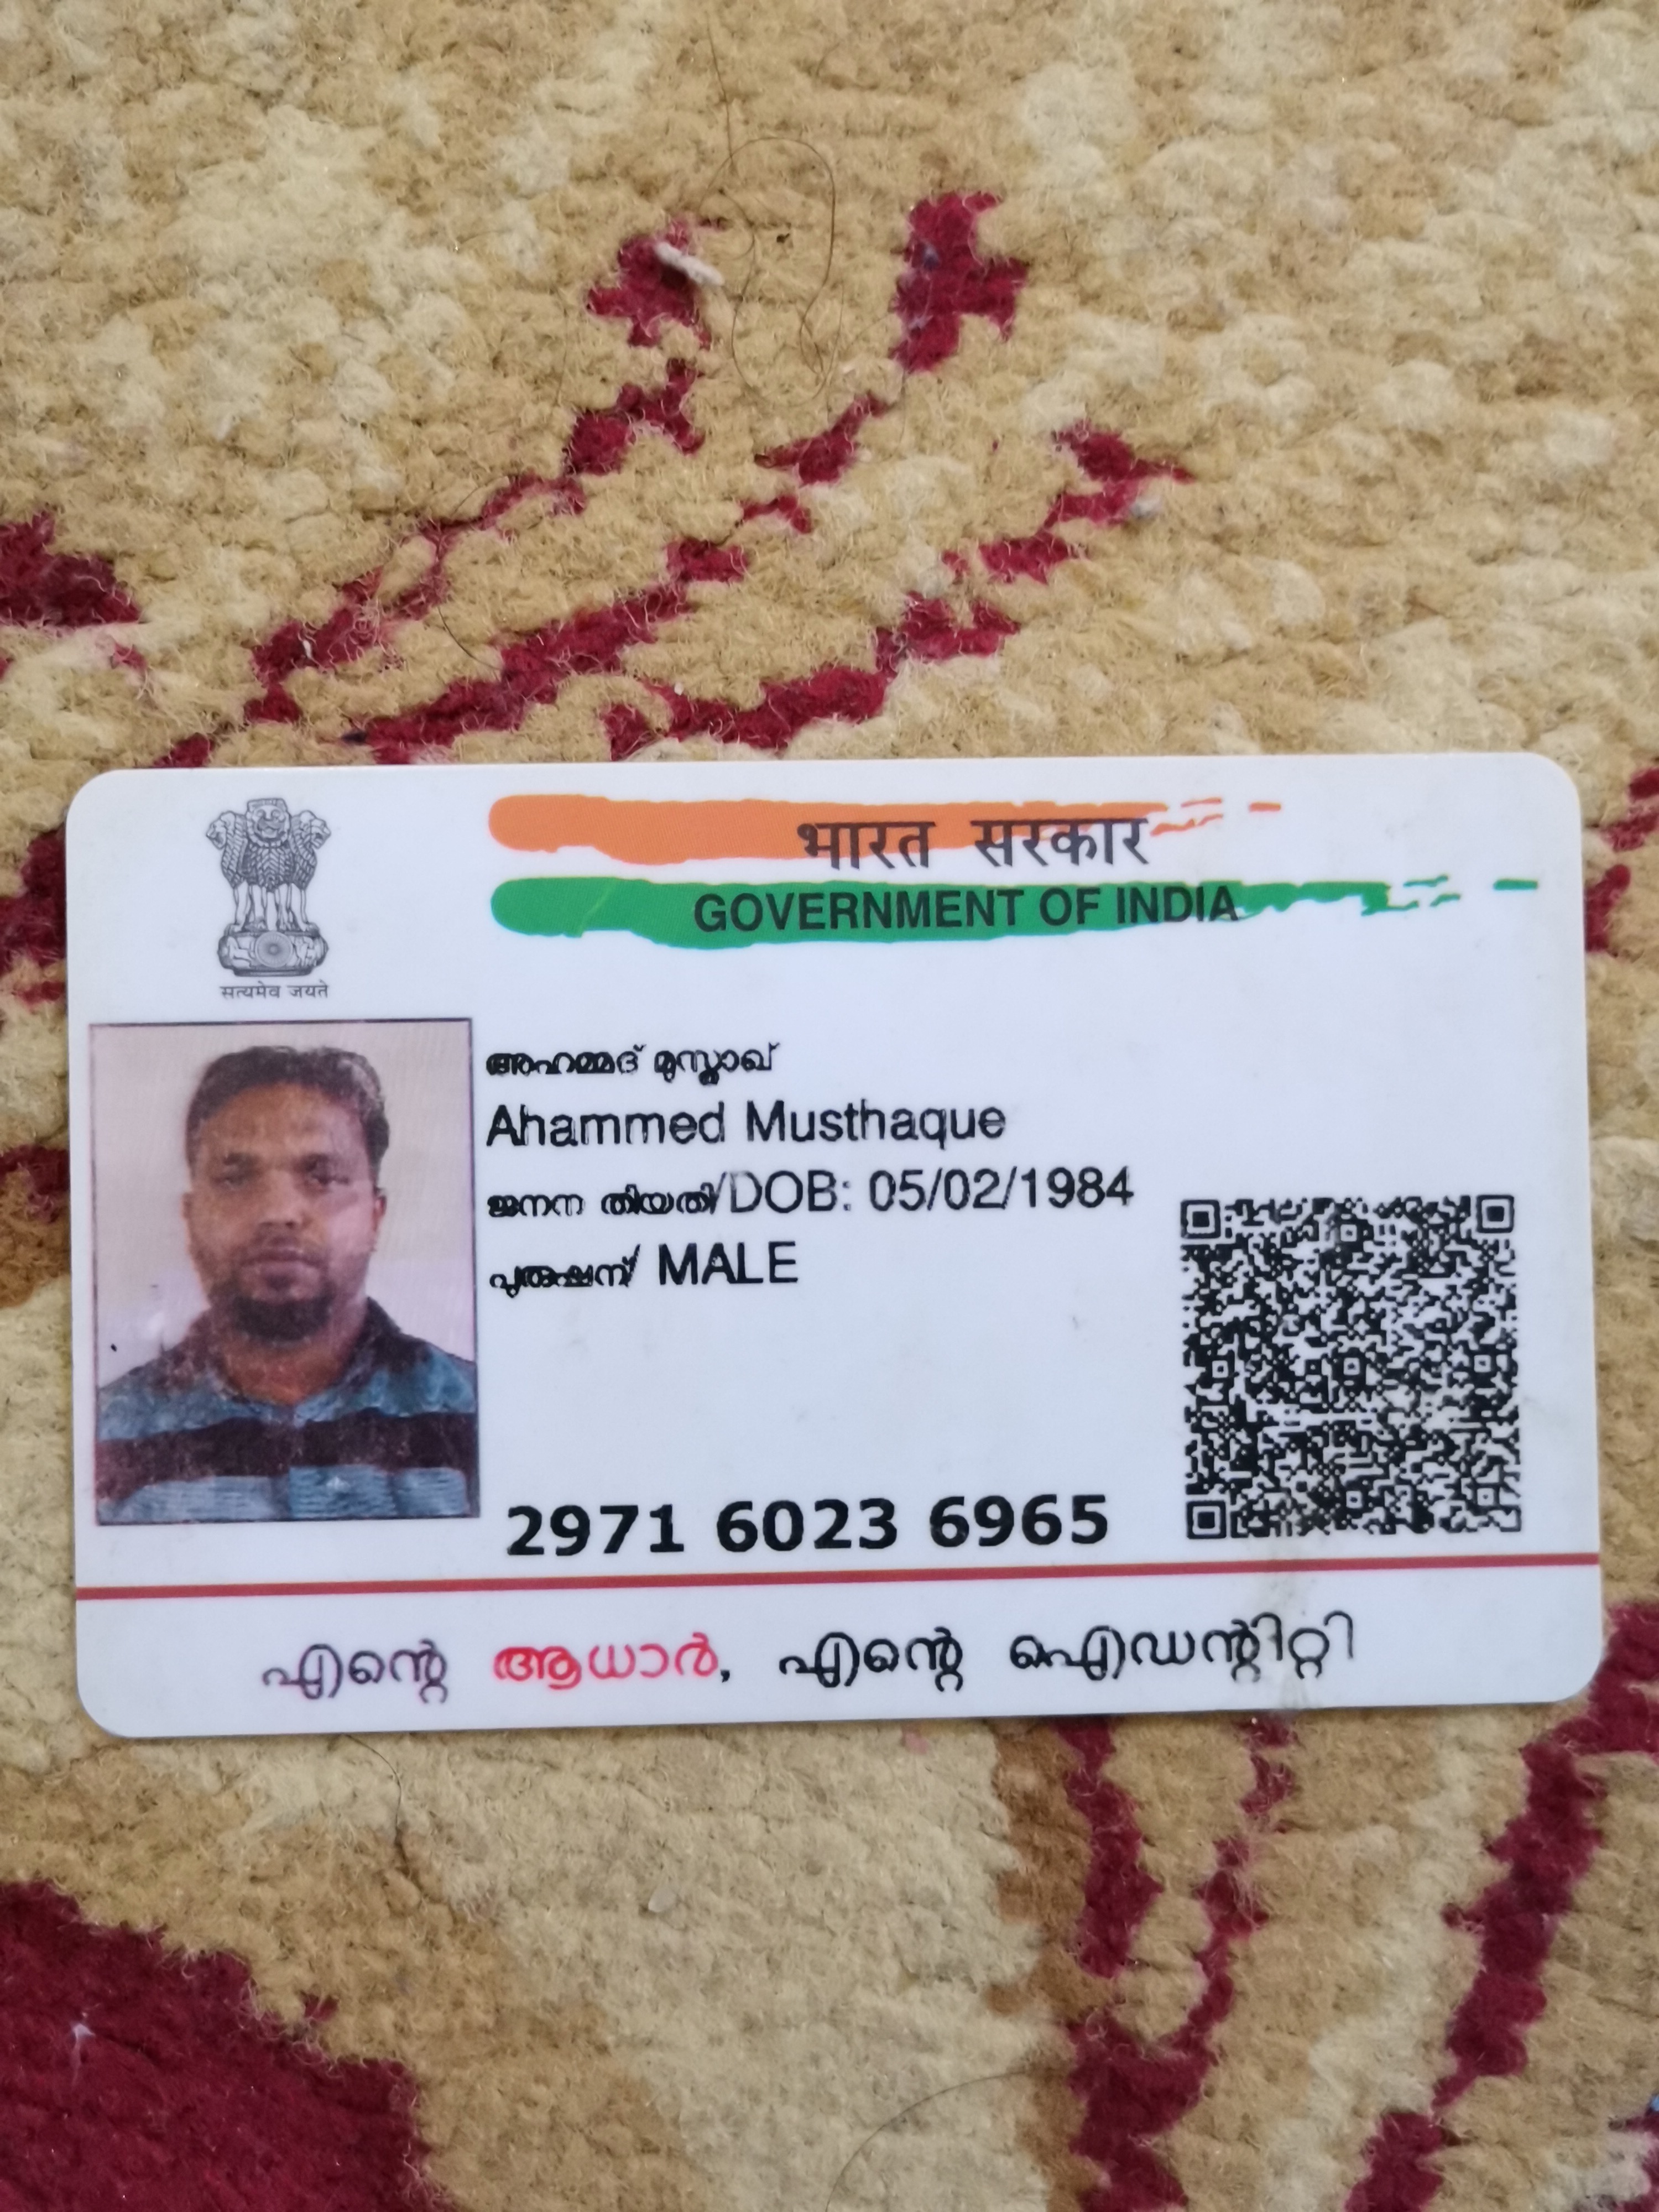 भारत सरकार
GOVERNMENT OF INDIA
सत्यमेव जयते
അഹമ്മദ് മുസ്താഖ്
Ahammed Musthaque
ജനന തിയതി/DOB: 05/02/1984
പുരുഷന്/ MALE
2971 6023 6965
എന്റെ ആധാർ, എന്റെ ഐഡന്റിറ്റി